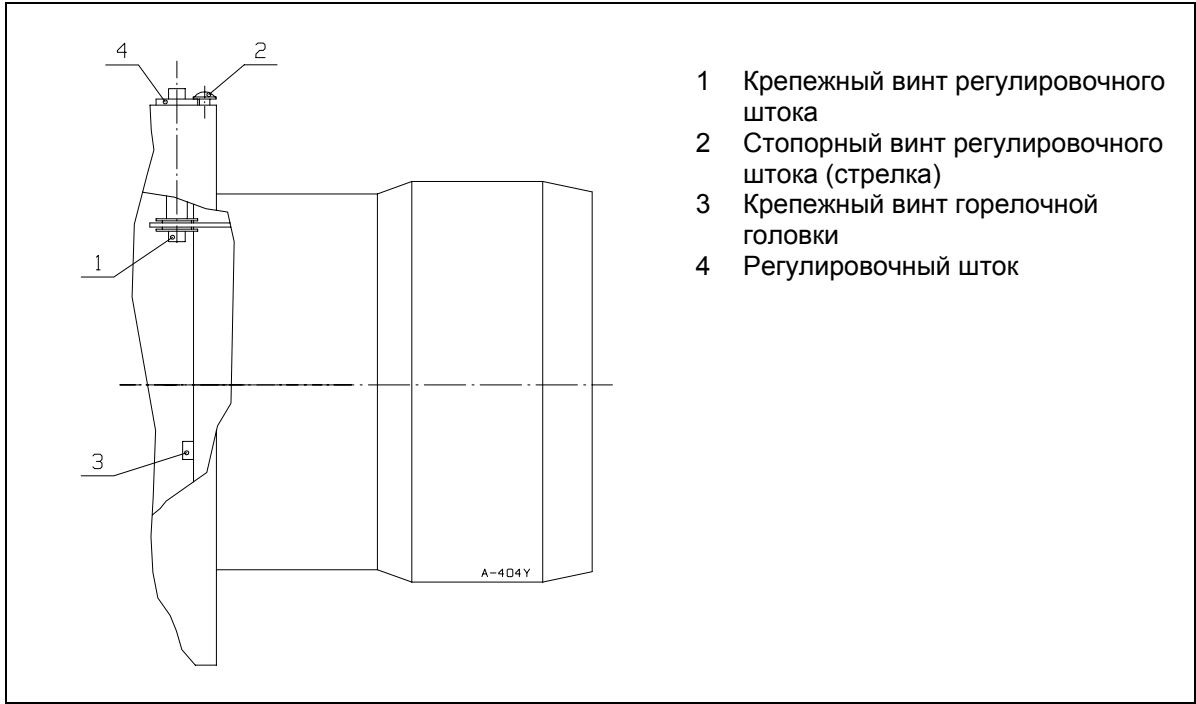 4
2
1
3
A-404Y
1 Крепежный винт регулировочного
штока
2 Стопорный винт регулировочного
штока (стрелка)
3 Крепежный винт горелочной
головки
4 Регулировочный шток